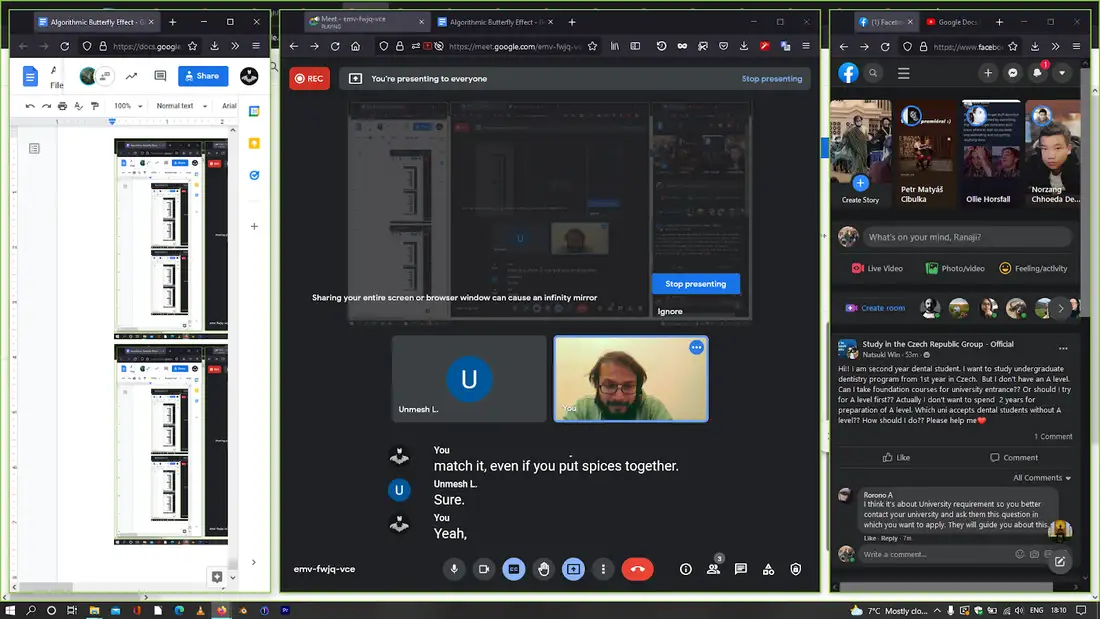 Algorithmic Butterfly Effect - G
https://docs.google
File
Share
100%
Normal text
Arial
Meet - emv-fwjq-vce
PLAYING
Algorithmic Butterfly Effect - G
https://meet.google.com/emv-fwjq-v
REC
You're presenting to everyone
Stop presenting
Stop presenting
Sharing your entire screen or browser window can cause an infinity mirror
Ignore
U
Unmesh L.
You
You
match it, even if you put spices together.
U
Unmesh L.
Sure.
You
Yeah,
emv-fwjq-vce
3
(1) Facebook
Google Docs
https://www.facebo
1
Create Story
première! :)
Petr Matyáš
Cibulka
Ollie Horsfall
Norzang
Chhoeda De...
What's on your mind, Ranaji?
Live Video
Photo/video
Feeling/activity
Create room
Study in the Czech Republic Group - Official
Natsuki Win · 53m ·
Hi!! I am second year dental student. I want to study undergraduate
dentistry program from 1st year in Czech. But I don't have an A level.
Can I take foundation courses for university entrance?? Or should i try
for A level first?? Actually I don't want to spend 2 years for
preparation of A level. Which uni accepts dental students without A
level?? How should I do?? Please help me❤️
1 Comment
Like
Comment
All Comments
Rorono A
I think it's about University requirement so you better
contact your university and ask them this question in
which you want to apply. They will guide you about this.
Like · Reply · 7m
Write a comment...
7°C Mostly clo...
ENG
18:10